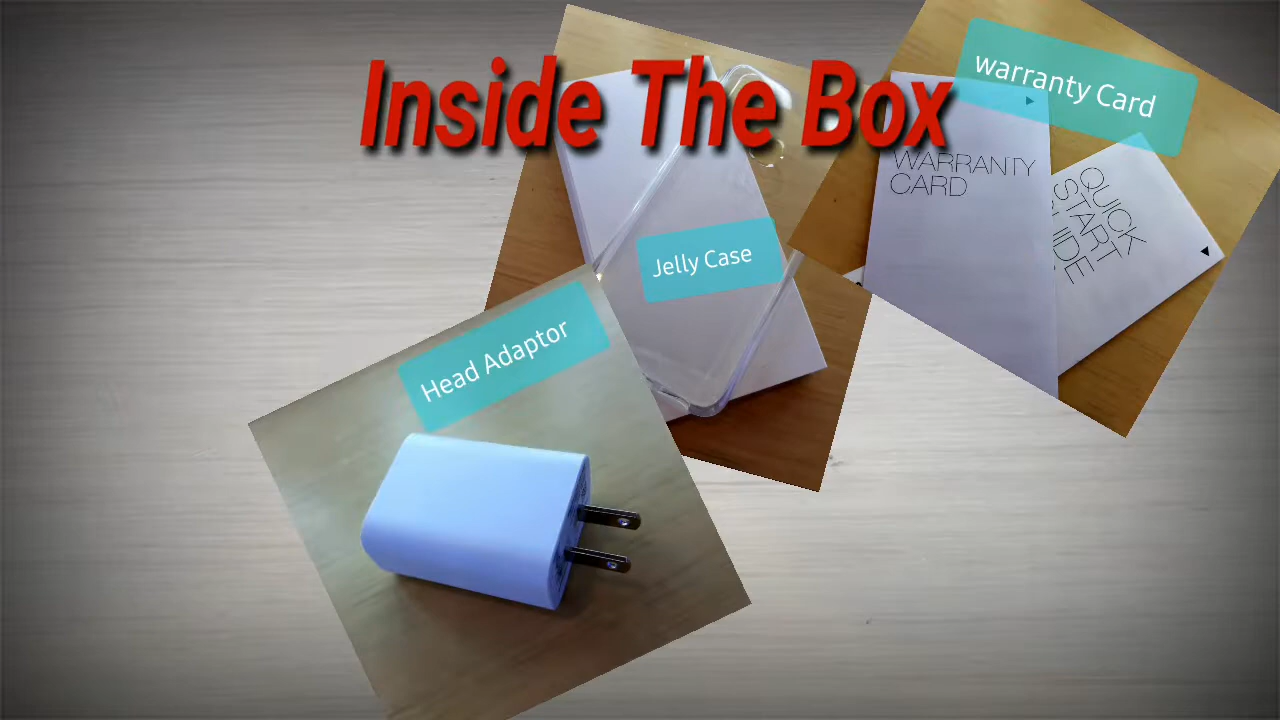 Inside The Box
warranty Card
WARRANTY
CARD
QUICK
START
GUIDE
Jelly Case
Head Adaptor